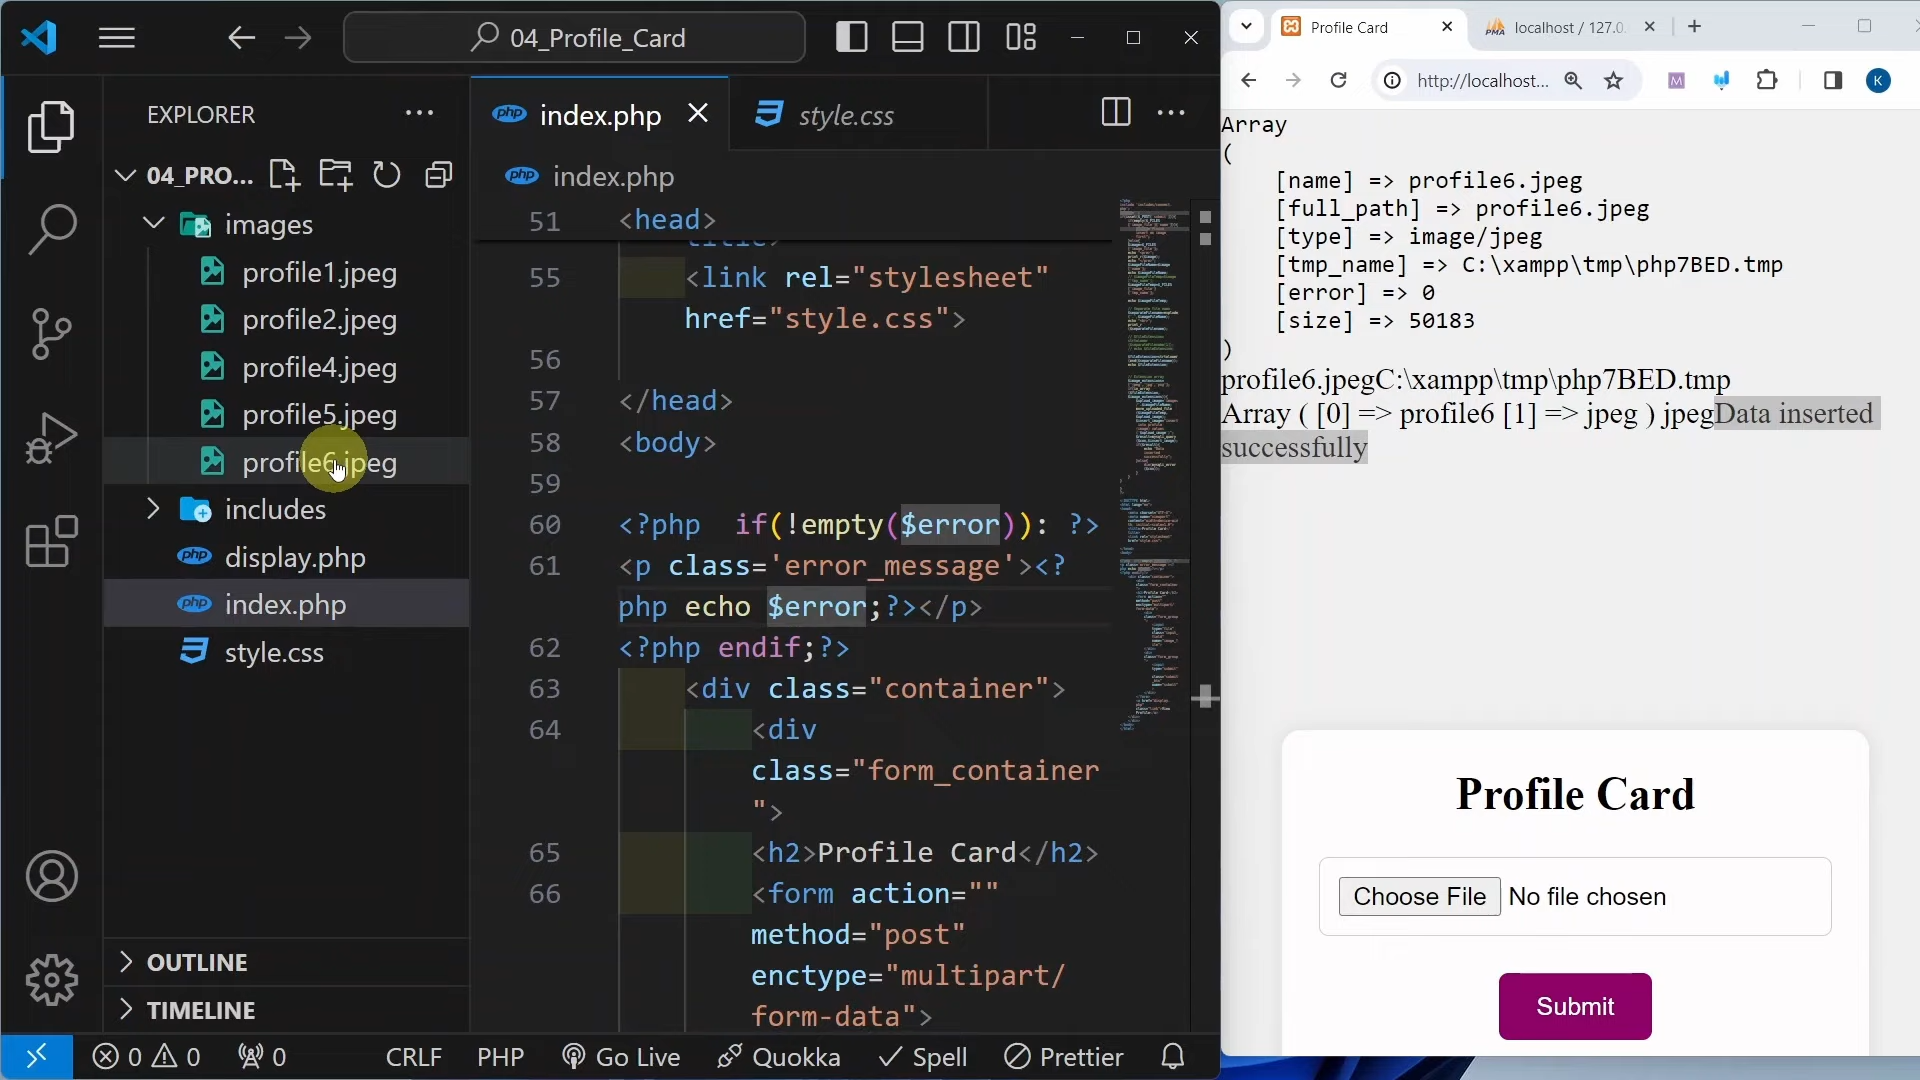 04_Profile_Card
EXPLORER
04_PRO...
images
profile1.jpeg
profile2.jpeg
profile4.jpeg
profile5.jpeg
profile6.jpeg
includes
display.php
index.php
style.css
OUTLINE
TIMELINE
index.php
style.css
index.php
51 <head>
55 <link rel="stylesheet"
href="style.css">
56
57 </head>
58 <body>
59
60 <?php  if(!empty($error)): ?>
61 <p class='error_message'><?
php echo $error;?></p>
62 <?php endif;?>
63 <div class="container">
64 <div
class="form_container
">
65 <h2>Profile Card</h2>
66 <form action=""
method="post"
enctype="multipart/
form-data">
0 0 0 CRLF PHP Go Live Quokka Spell Prettier
Profile Card
localhost / 127.0.
http://localhost...
K
Array
(
[name] => profile6.jpeg
[full_path] => profile6.jpeg
[type] => image/jpeg
[tmp_name] => C:\xampp\tmp\php7BED.tmp
[error] => 0
[size] => 50183
)
profile6.jpegC:\xampp\tmp\php7BED.tmp
Array ( [0] => profile6 [1] => jpeg ) jpegData inserted
successfully
Profile Card
Choose File No file chosen
Submit